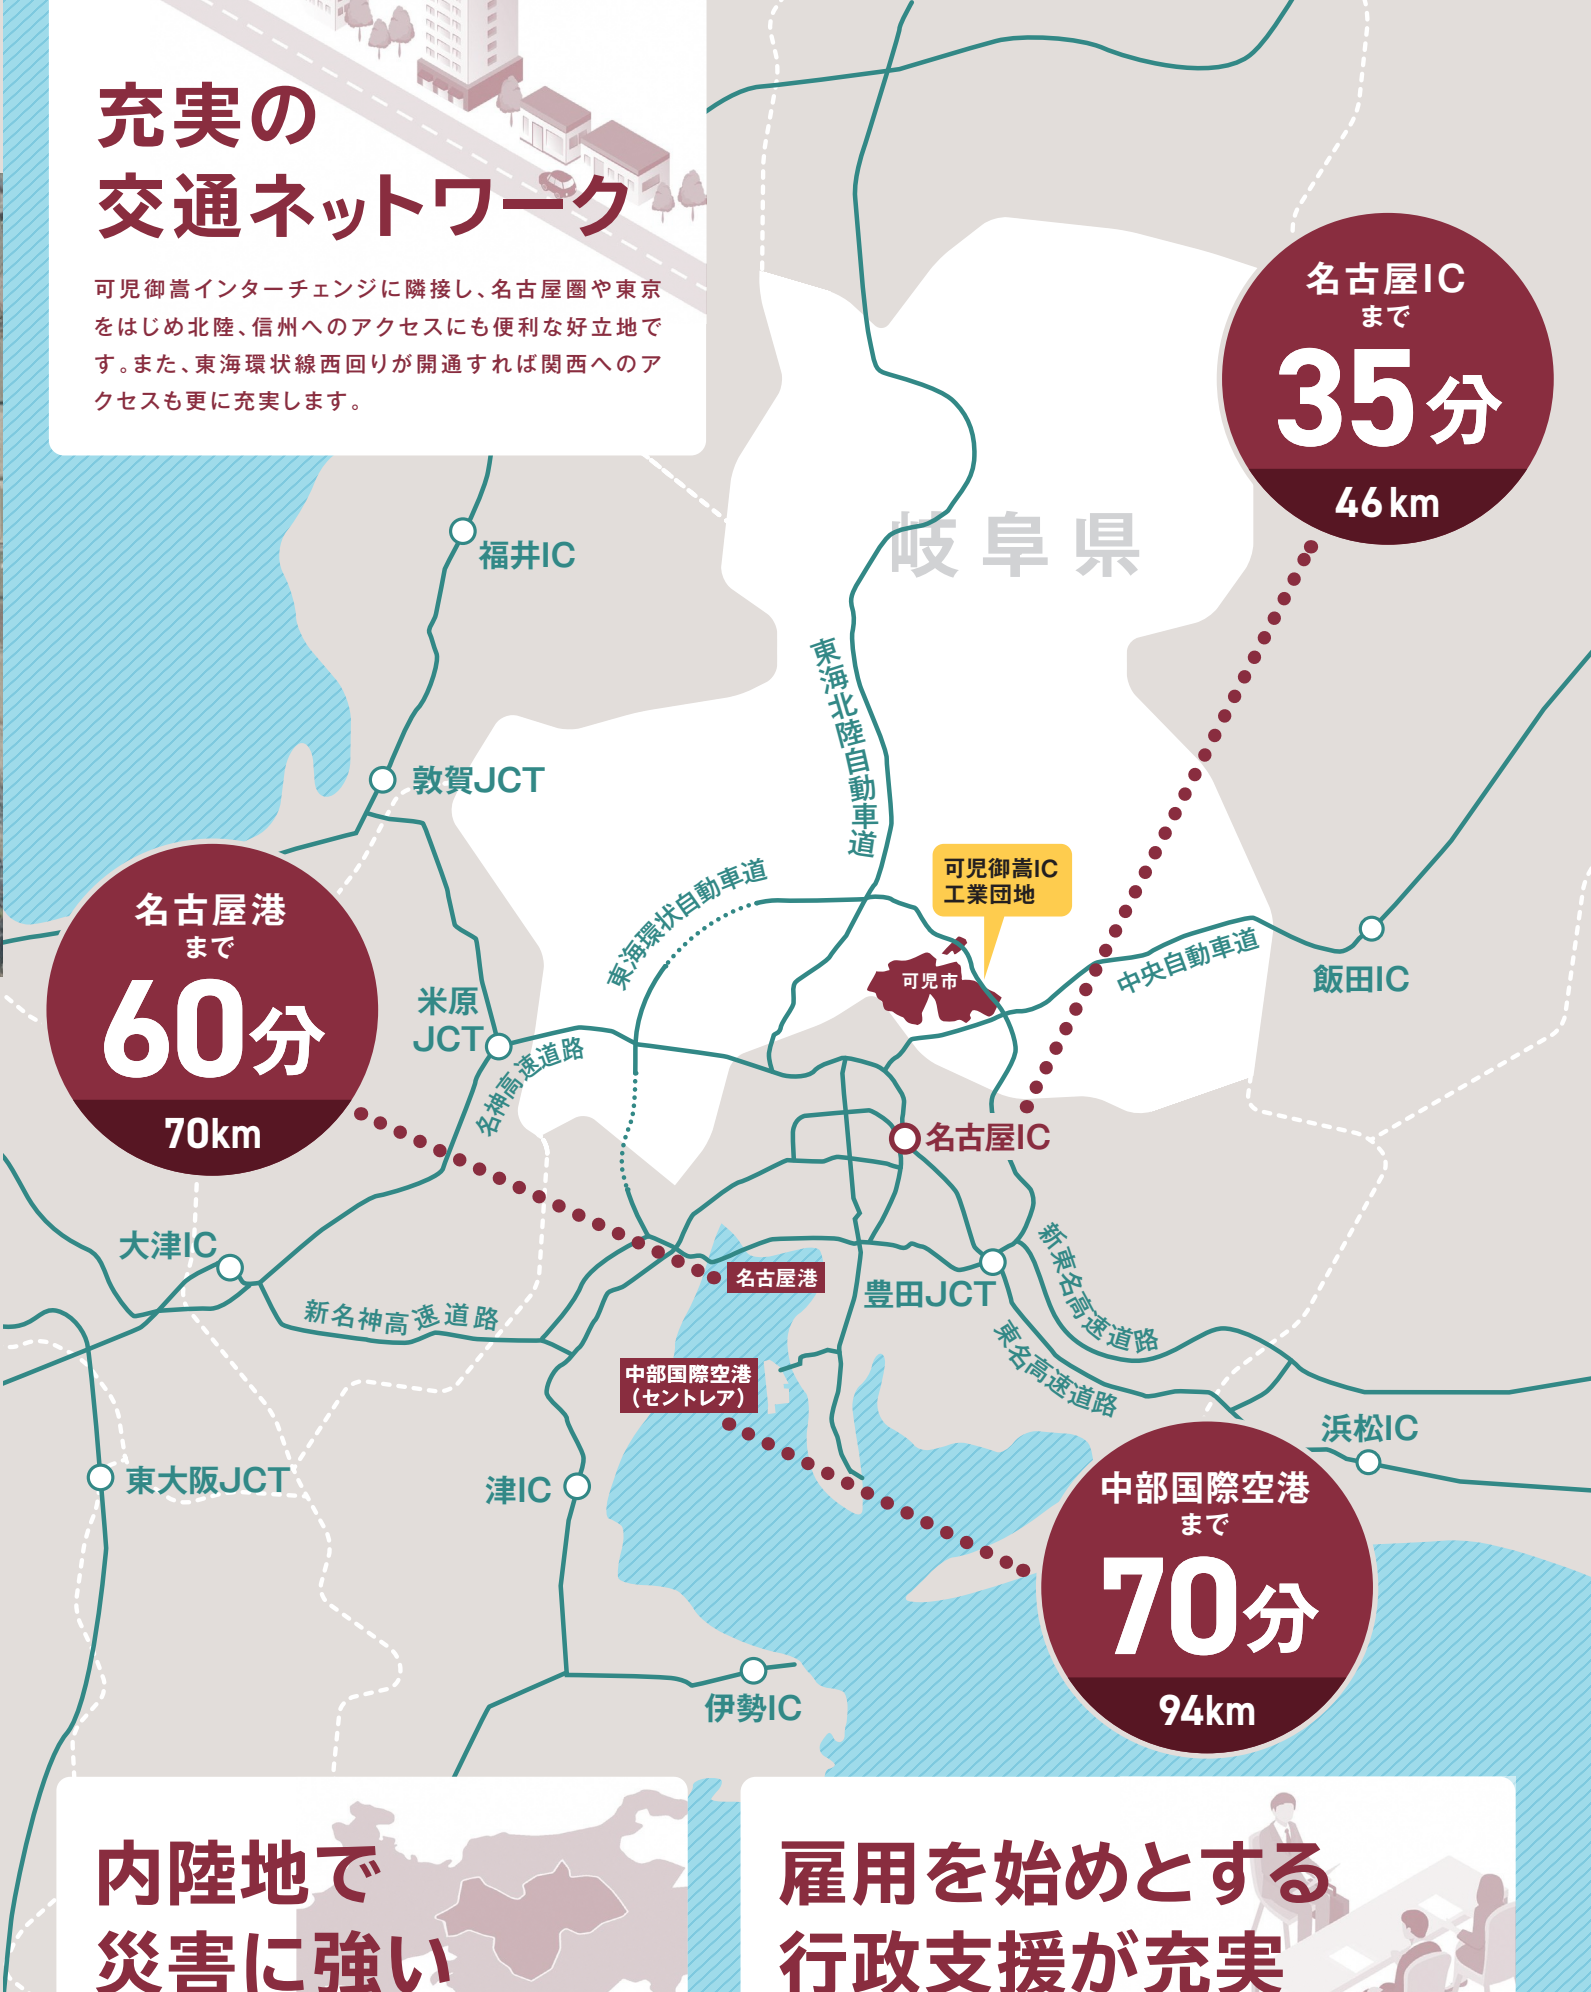 充実の
交通ネットワーク
可児御嵩インターチェンジに隣接し、名古屋圏や東京
をはじめ北陸、信州へのアクセスにも便利な好立地で
す。また、東海環状線西回りが開通すれば関西へのア
クセスも更に充実します。
名古屋IC
まで
35分
46km
岐阜県
福井IC
東海北陸自動車道
敦賀JCT
可児御嵩IC
工業団地
東海環状自動車道
可児市
中央自動車道
飯田IC
名古屋港
まで
60分
70km
米原
JCT
名神高速道路
名古屋IC
大津IC
新名神高速道路
名古屋港
豊田JCT
新東名高速道路
東名高速道路
中部国際空港
（セントレア）
浜松IC
東大阪JCT
津IC
中部国際空港
まで
70分
94km
伊勢IC
内陸地で
災害に強い
雇用を始めとする
行政支援が充実